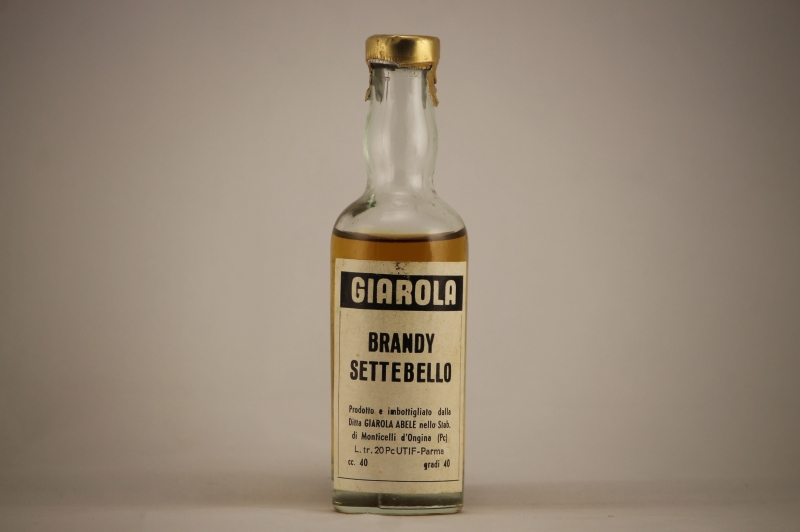 GIAROLA
BRANDY
SETTEBELLO
Prodotto e imbottigliato dalla
Ditta GIAROLA ABELE nello Stab.
di Monticelli d'Ongina (Pc)
L. tr. 20 Pc UTIF-Parma
cc. 40 gradi 40